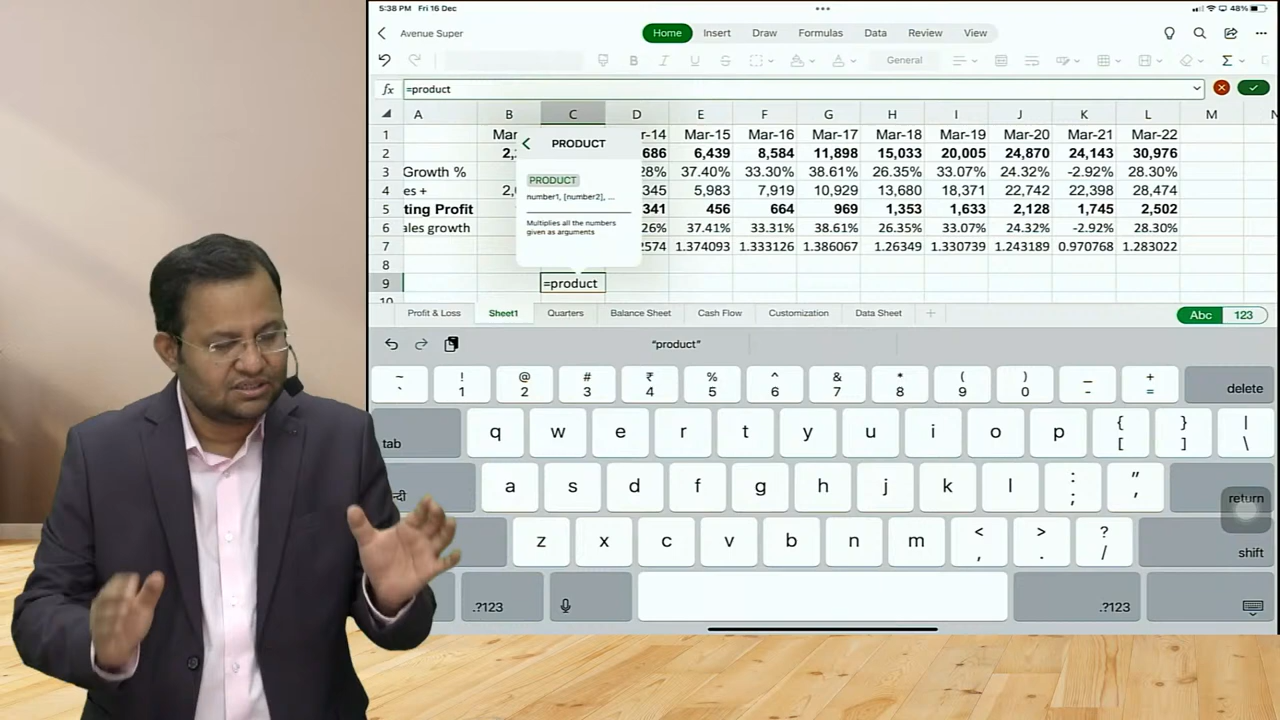 5:38 PM Fri 16 Dec ••• 48%
Avenue Super Home Insert Draw Formulas Data Review View
B I U S A General Σ
fx =product
A B C D E F G H I J K L M N
1 Mar r-14 Mar-15 Mar-16 Mar-17 Mar-18 Mar-19 Mar-20 Mar-21 Mar-22
2 2, 686 6,439 8,584 11,898 15,033 20,005 24,870 24,143 30,976
3 Growth % 28% 37.40% 33.30% 38.61% 26.35% 33.07% 24.32% -2.92% 28.30%
4 es + 2, 345 5,983 7,919 10,929 13,680 18,371 22,742 22,398 28,474
5 ting Profit 341 456 664 969 1,353 1,633 2,128 1,745 2,502
6 ales growth 26% 37.41% 33.31% 38.61% 26.35% 33.07% 24.32% -2.92% 28.30%
7 2574 1.374093 1.333126 1.386067 1.26349 1.330739 1.243189 0.970768 1.283022
8
9 =product
10
PRODUCT
PRODUCT
number1, [number2], ...
Multiplies all the numbers
given as arguments
Profit & Loss Sheet1 Quarters Balance Sheet Cash Flow Customization Data Sheet + Abc 123
“product”
~ ! @ # ₹ % ^ & * ( ) _ +
` 1 2 3 4 5 6 7 8 9 0 - = delete
tab q w e r t y u i o p { [ } ] | \
न्दी a s d f g h j k l : ; " ' return
z x c v b n m < , > . ? / shift
.?123 .?123